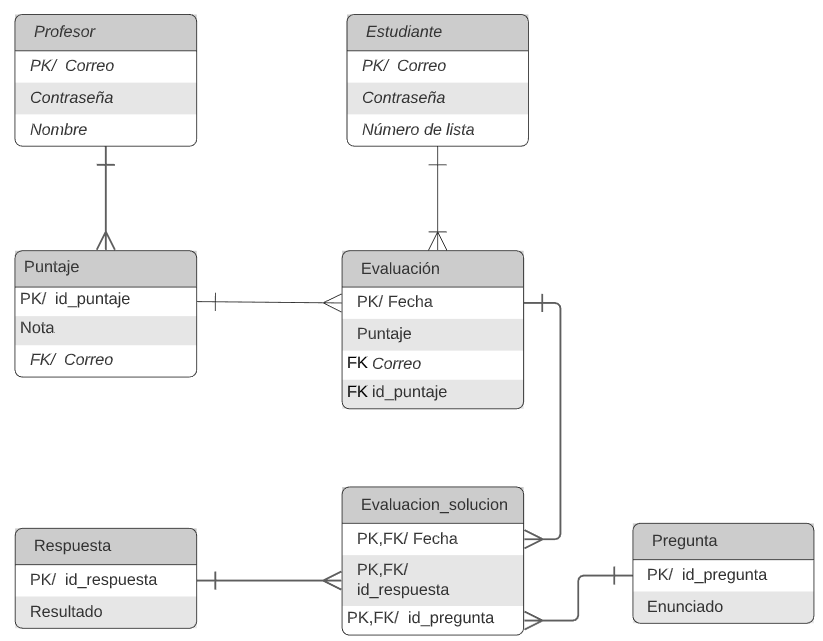 Profesor
PK/ Correo
Contraseña
Nombre
Estudiante
PK/ Correo
Contraseña
Número de lista
Puntaje
PK/ id_puntaje
Nota
FK/ Correo
Evaluación
PK/ Fecha
Puntaje
FK Correo
FK id_puntaje
Evaluacion_solucion
PK,FK/ Fecha
PK,FK/
id_respuesta
PK,FK/ id_pregunta
Respuesta
PK/ id_respuesta
Resultado
Pregunta
PK/ id_pregunta
Enunciado